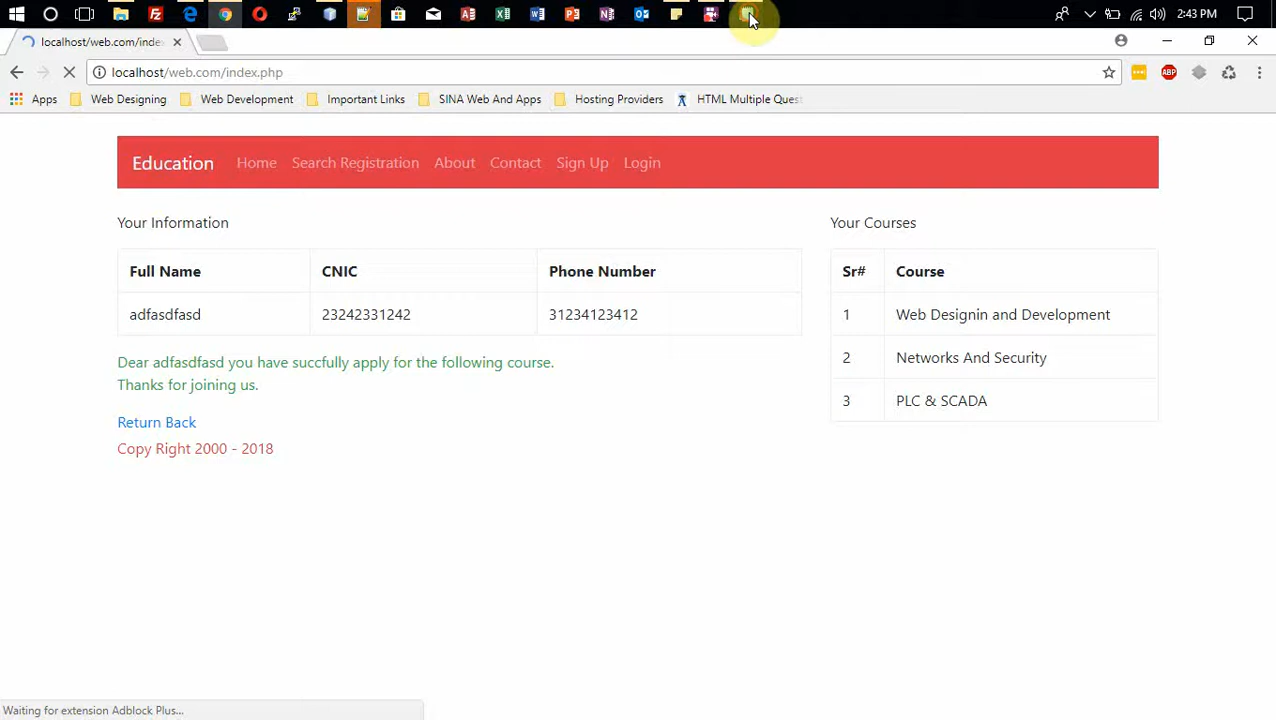 2:43 PM
localhost/web.com/inde
localhost/web.com/index.php
Apps Web Designing Web Development Important Links SINA Web And Apps Hosting Providers HTML Multiple Quest
Education Home Search Registration About Contact Sign Up Login
Your Information
Full Name CNIC Phone Number
adfasdfasd 23242331242 31234123412
Dear adfasdfasd you have succfully apply for the following course.
Thanks for joining us.
Return Back
Copy Right 2000 - 2018
Your Courses
Sr# Course
1 Web Designin and Development
2 Networks And Security
3 PLC & SCADA
Waiting for extension Adblock Plus...